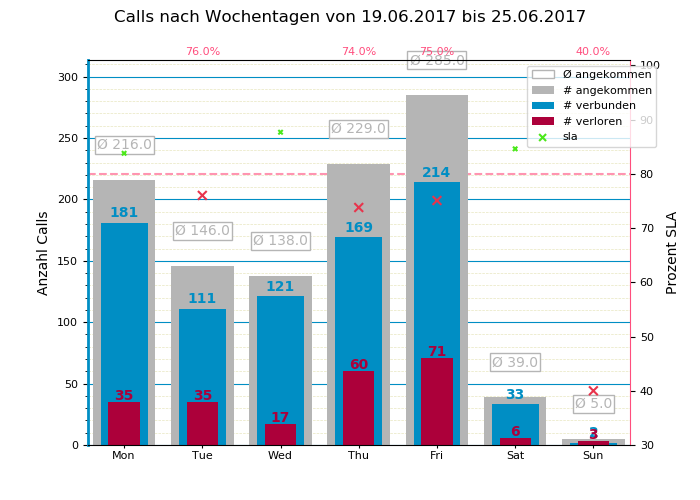 Calls nach Wochentagen von 19.06.2017 bis 25.06.2017
76.0% 74.0% 75.0% 40.0%
Ø angekommen
# angekommen
# verbunden
# verloren
sla
Anzahl Calls
Prozent SLA
300
250
200
150
100
50
0
100
90
80
70
60
50
40
30
Ø 216.0
Ø 146.0
Ø 138.0
Ø 229.0
Ø 285.0
Ø 39.0
Ø 5.0
181
111
121
169
214
33
2
35
35
17
60
71
6
3
Mon Tue Wed Thu Fri Sat Sun